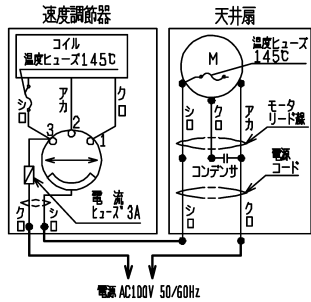 速度調節器
天井扇
コイル
温度ヒューズ145℃
M
温度ヒューズ
145℃
シロ
アカ
クロ
3
2
1
シロ
クロ
アカ
モータ
リード線
コンデンサ
電源
コード
電流
ヒューズ3A
クロ
シロ
シロ
クロ
電源 AC100V 50/60Hz